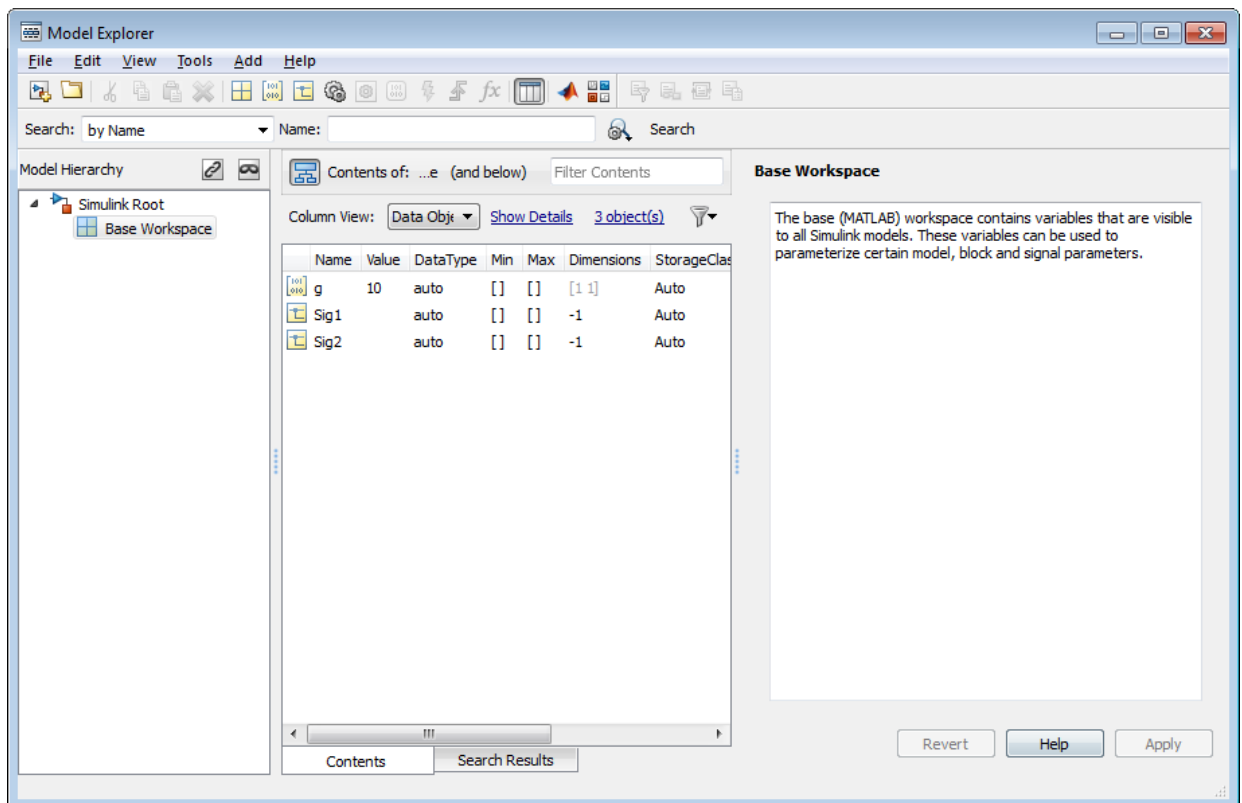 Model Explorer
File Edit View Tools Add Help
fx
Search: by Name Name: Search
Model Hierarchy
Simulink Root
Base Workspace
Contents of: ...e (and below) Filter Contents
Column View: Data Obje Show Details 3 object(s)
Name Value DataType Min Max Dimensions StorageClas
g 10 auto [] [] [1 1] Auto
Sig1 auto [] [] -1 Auto
Sig2 auto [] [] -1 Auto
Contents Search Results
Base Workspace
The base (MATLAB) workspace contains variables that are visible
to all Simulink models. These variables can be used to
parameterize certain model, block and signal parameters.
Revert Help Apply